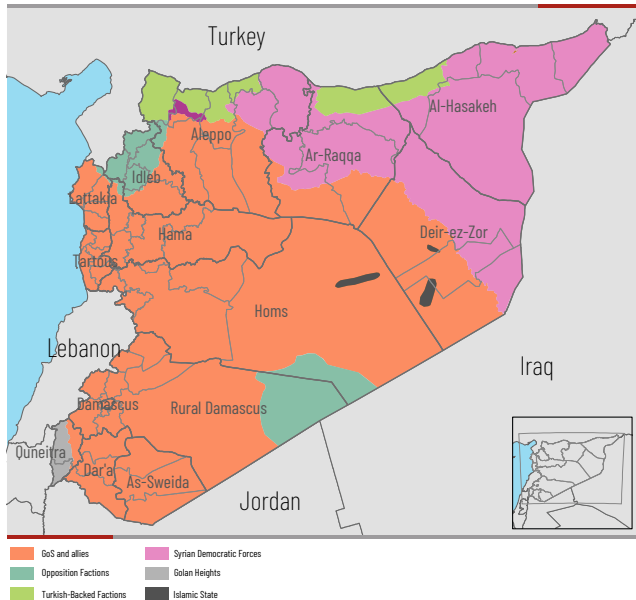 Turkey
Al-Hasakeh
Aleppo
Ar-Raqqa
Idleb
Lattakia
Deir-ez-Zor
Hama
Tartous
Homs
Lebanon
Iraq
Damascus
Rural Damascus
Quneitra
Dar'a
As-Sweida
Jordan
GoS and allies
Syrian Democratic Forces
Opposition Factions
Golan Heights
Turkish-Backed Factions
Islamic State